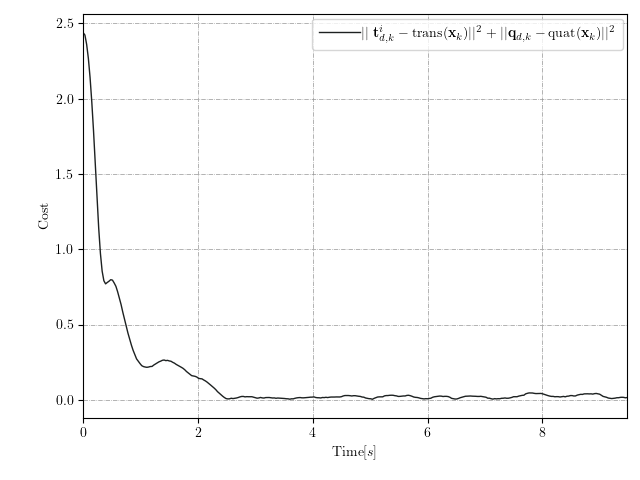 || t^i_{d,k} − trans(x_k)||² + ||q_{d,k} − quat(x_k)||²
2.5
2.0
1.5
1.0
0.5
0.0
Cost
0 2 4 6 8
Time[s]